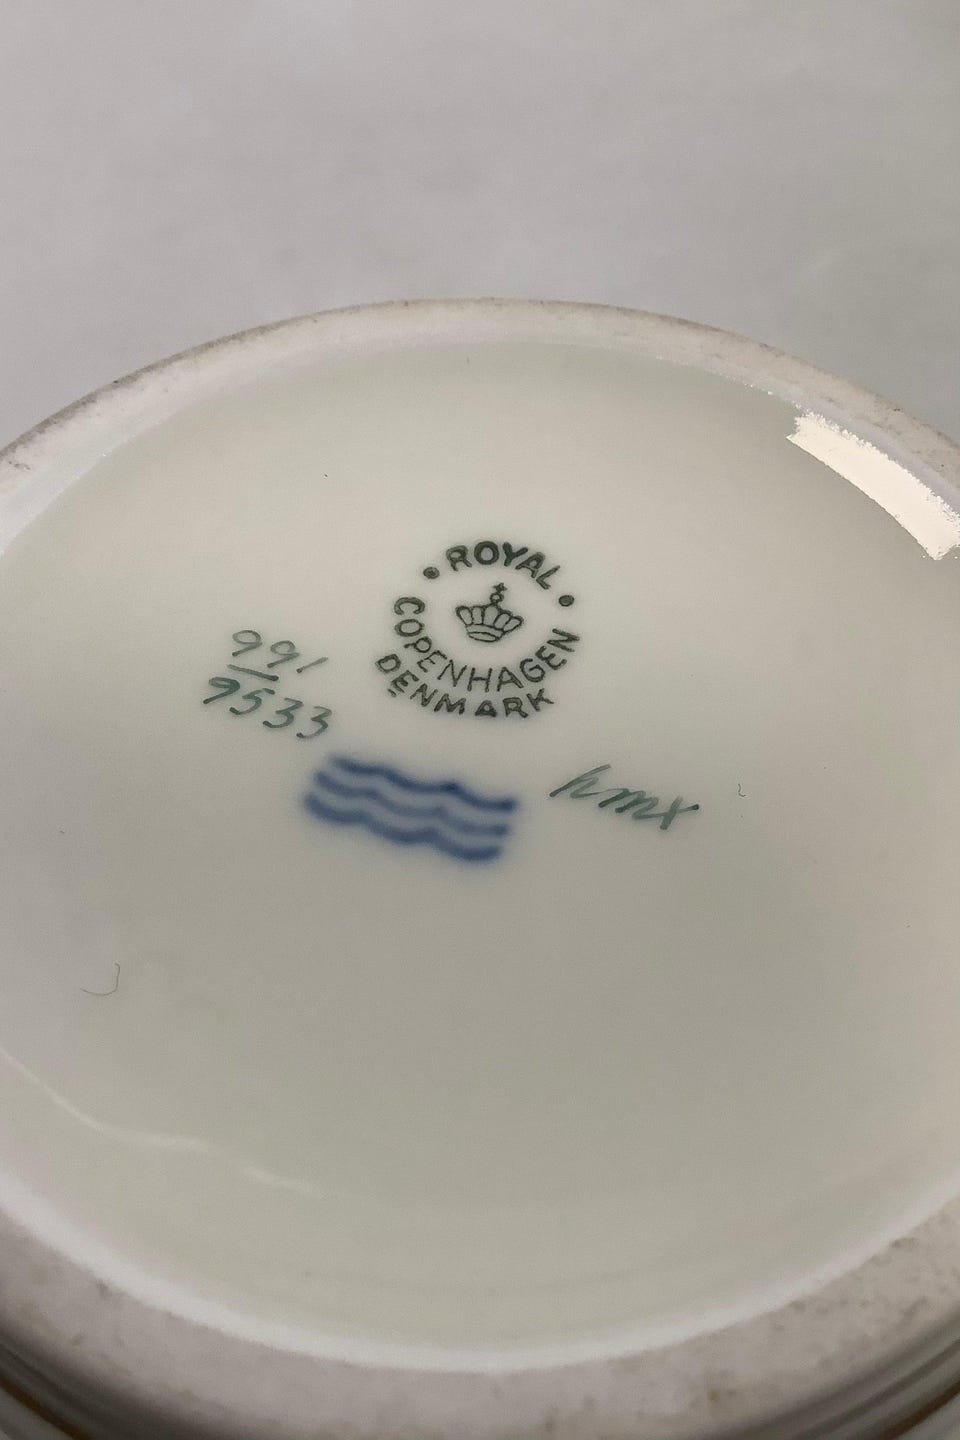 ROYAL
COPENHAGEN
DENMARK
991
9533
hmx